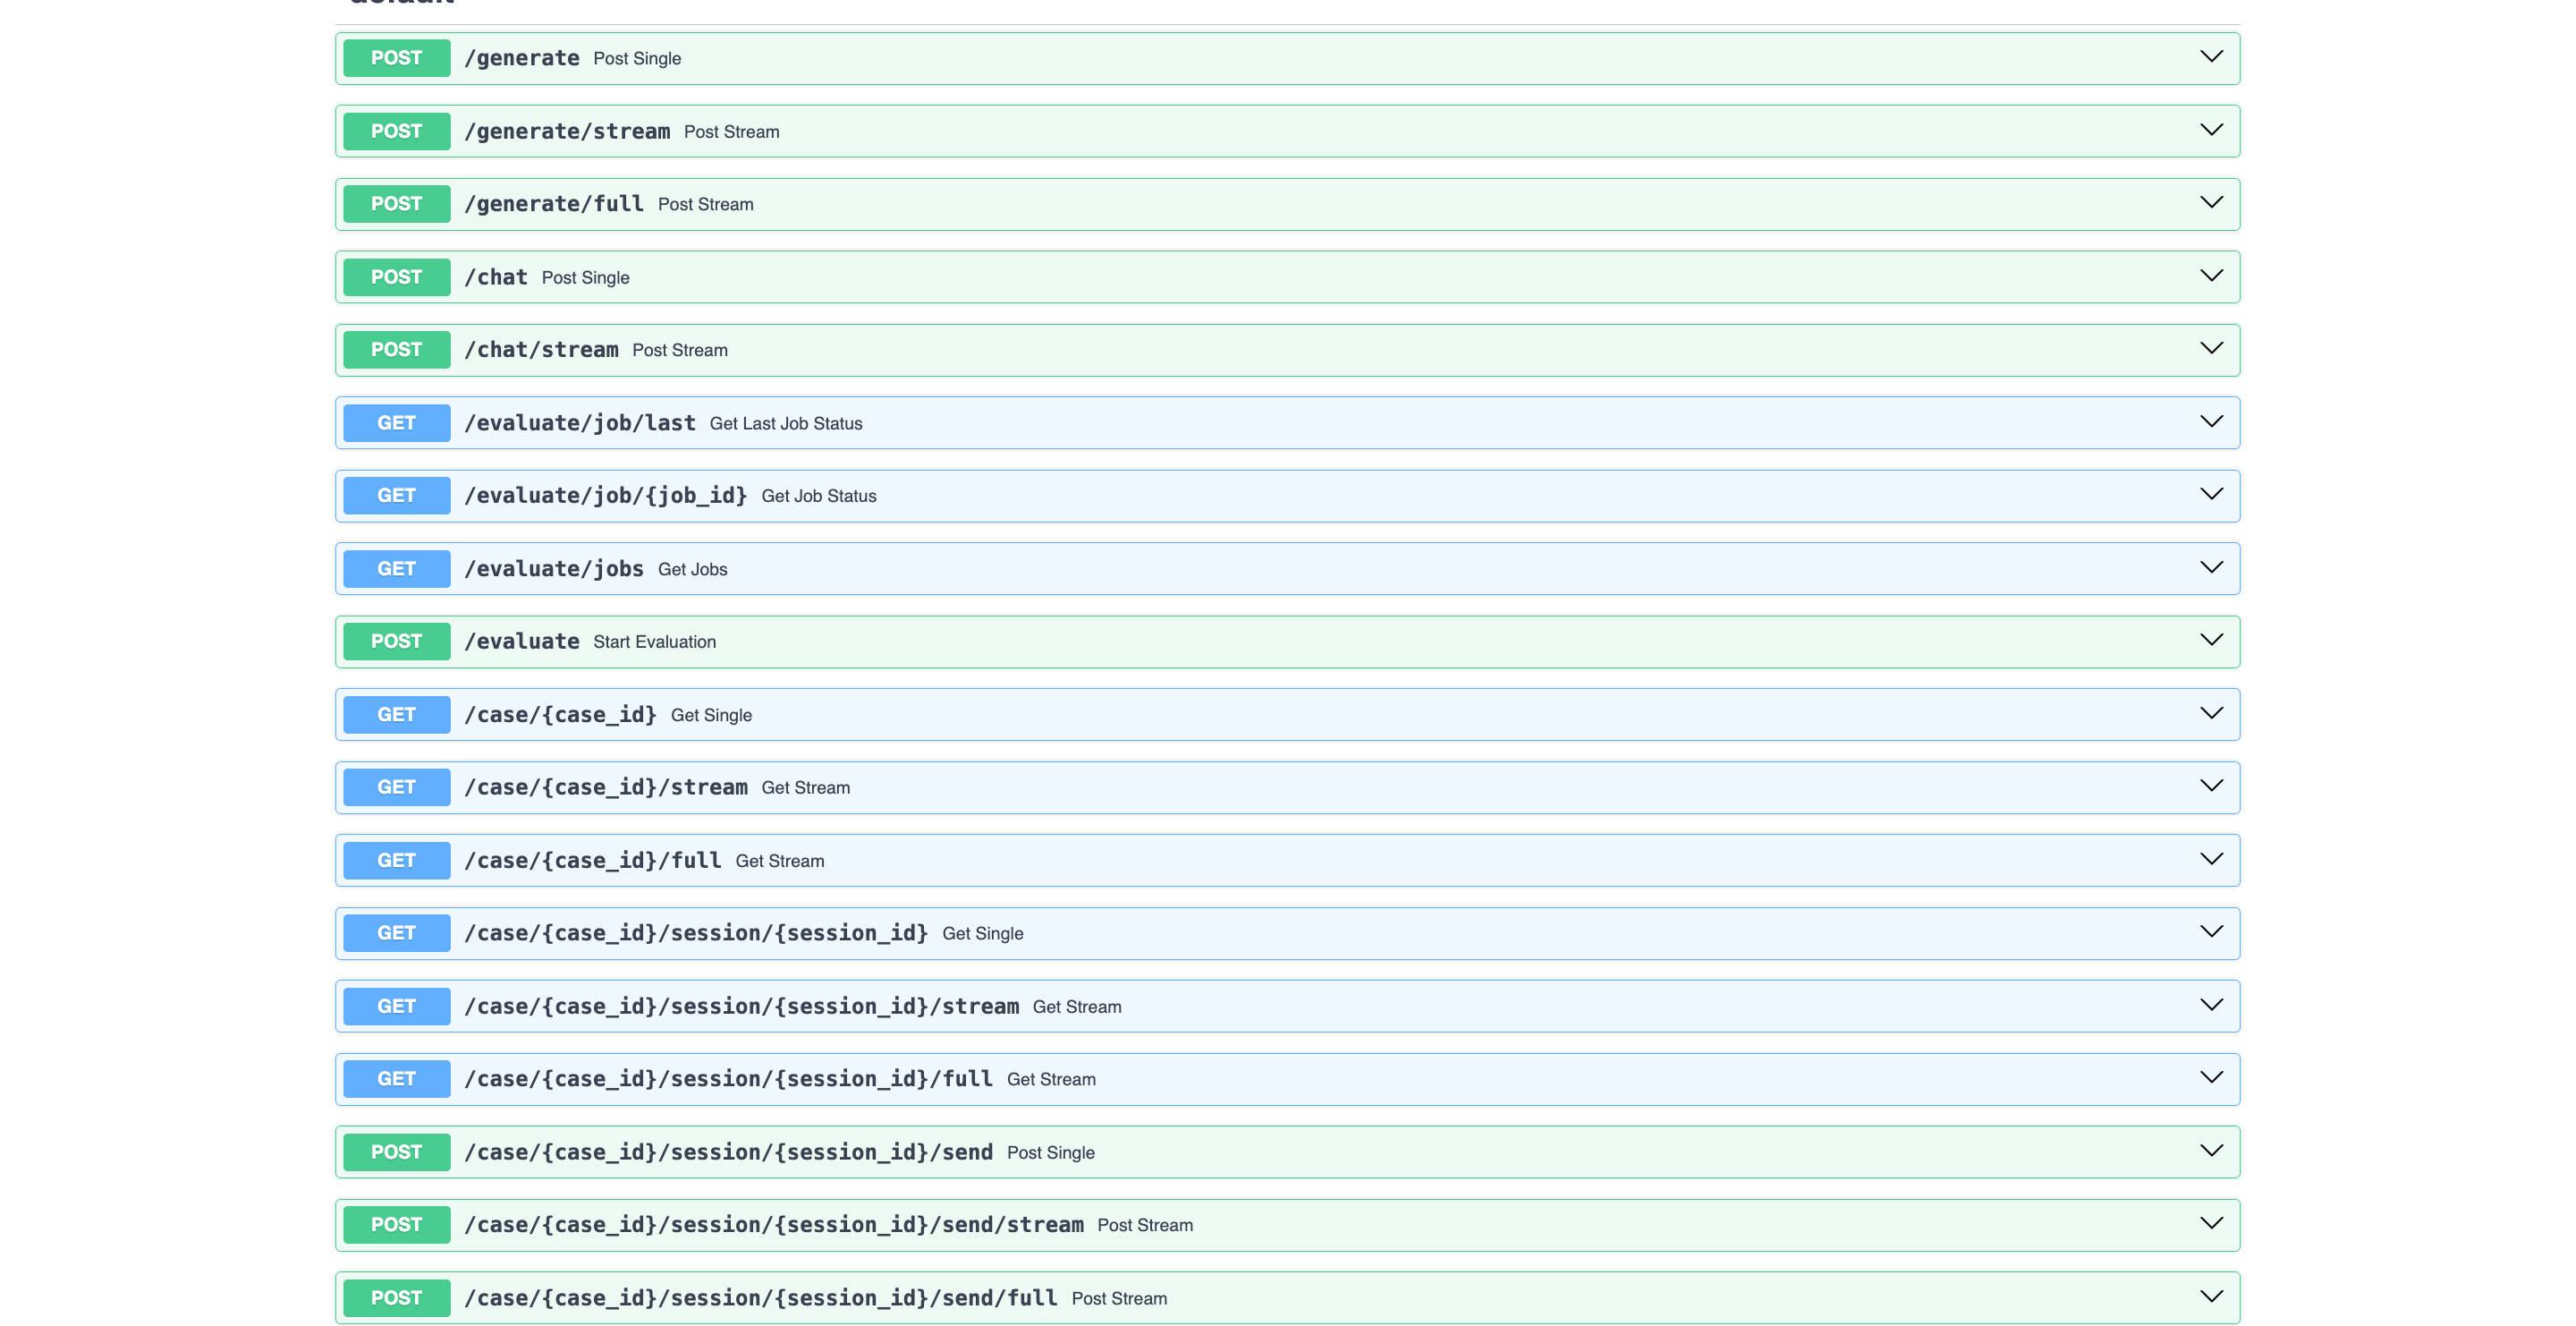 default
POST /generate Post Single
POST /generate/stream Post Stream
POST /generate/full Post Stream
POST /chat Post Single
POST /chat/stream Post Stream
GET /evaluate/job/last Get Last Job Status
GET /evaluate/job/{job_id} Get Job Status
GET /evaluate/jobs Get Jobs
POST /evaluate Start Evaluation
GET /case/{case_id} Get Single
GET /case/{case_id}/stream Get Stream
GET /case/{case_id}/full Get Stream
GET /case/{case_id}/session/{session_id} Get Single
GET /case/{case_id}/session/{session_id}/stream Get Stream
GET /case/{case_id}/session/{session_id}/full Get Stream
POST /case/{case_id}/session/{session_id}/send Post Single
POST /case/{case_id}/session/{session_id}/send/stream Post Stream
POST /case/{case_id}/session/{session_id}/send/full Post Stream